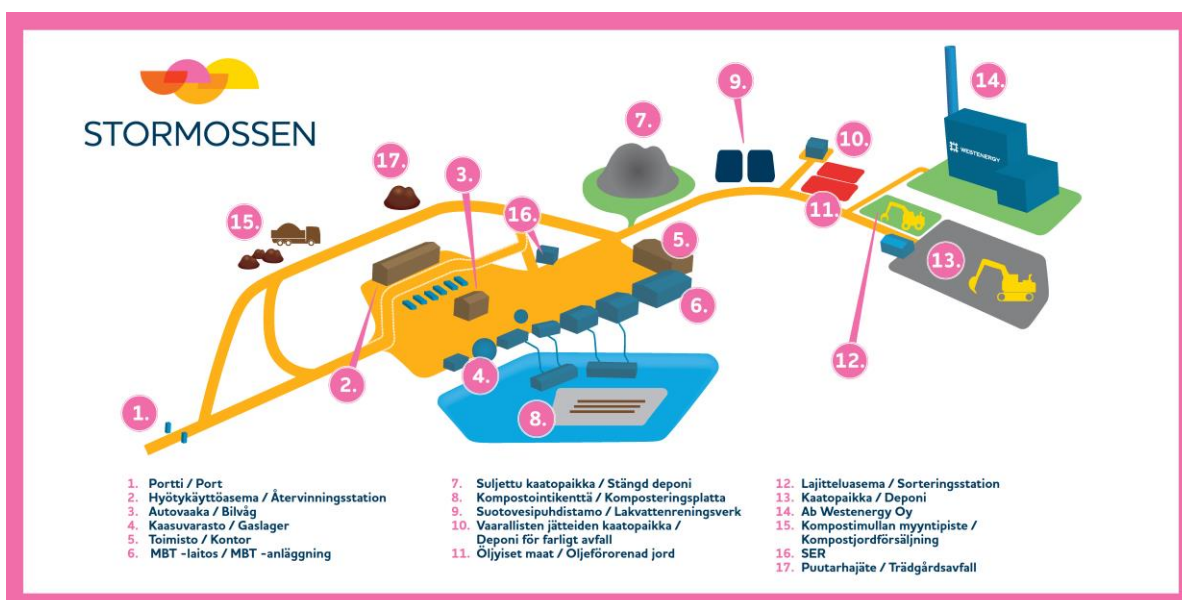 STORMOSSEN
9.
14.
7.
10.
17.
3.
WESTENERGY
16.
15.
11.
5.
13.
6.
12.
4.
2.
1.
8.
1. Portti / Port
2. Hyötykäyttöasema / Återvinningsstation
3. Autovaaka / Bilvåg
4. Kaasuvarasto / Gaslager
5. Toimisto / Kontor
6. MBT -laitos / MBT -anläggning
7. Suljettu kaatopaikka / Stängd deponi
8. Kompostointikenttä / Komposteringsplatta
9. Suotovesipuhdistamo / Lakvattenreningsverk
10. Vaarallisten jätteiden kaatopaikka /
Deponi för farligt avfall
11. Öljyiset maat / Oljeförorenad jord
12. Lajitteluasema / Sorteringsstation
13. Kaatopaikka / Deponi
14. Ab Westenergy Oy
15. Kompostimullan myyntipiste /
Kompostjordförsäljning
16. SER
17. Puutarhajäte / Trädgårdsavfall